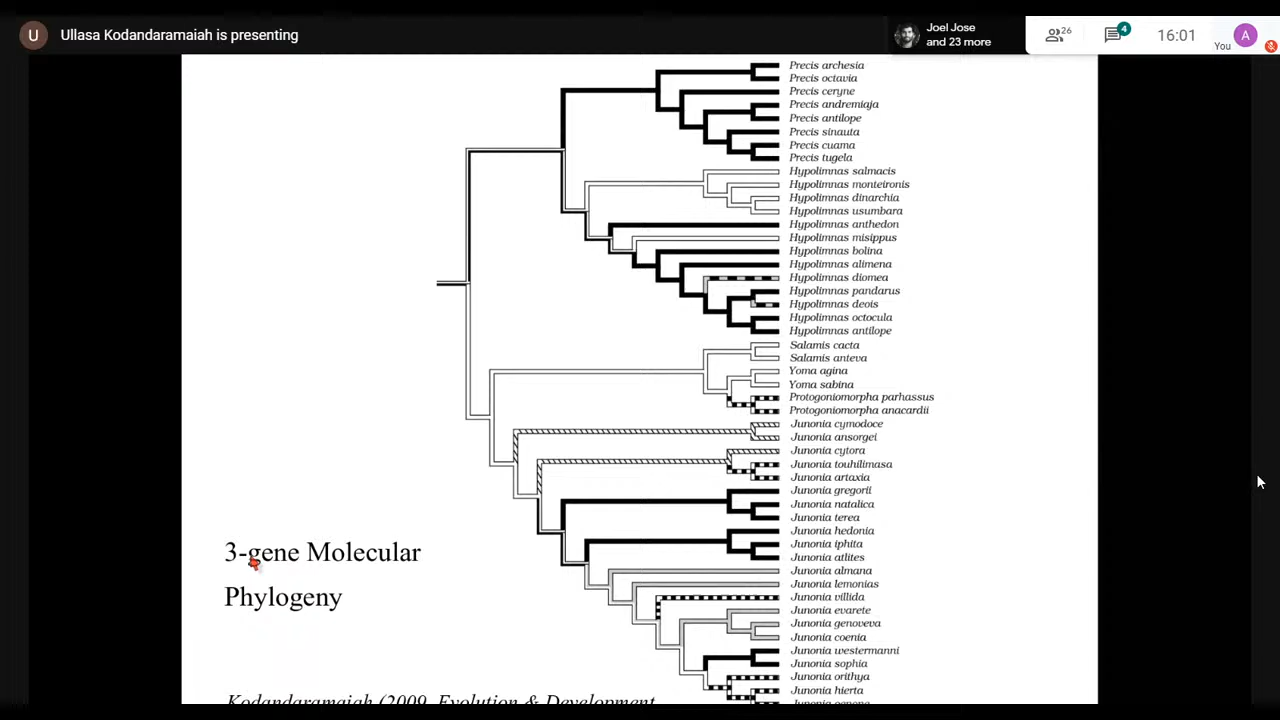 U
Ullasa Kodandaramaiah is presenting
Joel Jose
and 23 more
26
4
16:01
You
A
Precis archesia
Precis octavia
Precis ceryne
Precis andremiaja
Precis antilope
Precis sinauta
Precis cuama
Precis tugela
Hypolimnas salmacis
Hypolimnas monteironis
Hypolimnas dinarchia
Hypolimnas usumbara
Hypolimnas anthedon
Hypolimnas misippus
Hypolimnas bolina
Hypolimnas alimena
Hypolimnas diomea
Hypolimnas pandarus
Hypolimnas deois
Hypolimnas octocula
Hypolimnas antilope
Salamis cacta
Salamis anteva
Yoma agina
Yoma sabina
Protogoniomorpha parhassus
Protogoniomorpha anacardii
Junonia cymodoce
Junonia ansorgei
Junonia cytora
Junonia touhilimasa
Junonia artaxia
Junonia gregorii
Junonia natalica
Junonia terea
Junonia hedonia
Junonia iphita
Junonia atlites
Junonia almana
Junonia lemonias
Junonia villida
Junonia evarete
Junonia genoveva
Junonia coenia
Junonia westermanni
Junonia sophia
Junonia orithya
Junonia hierta
3-gene Molecular
Phylogeny
Kodandaramaiah (2009, Evolution & Development